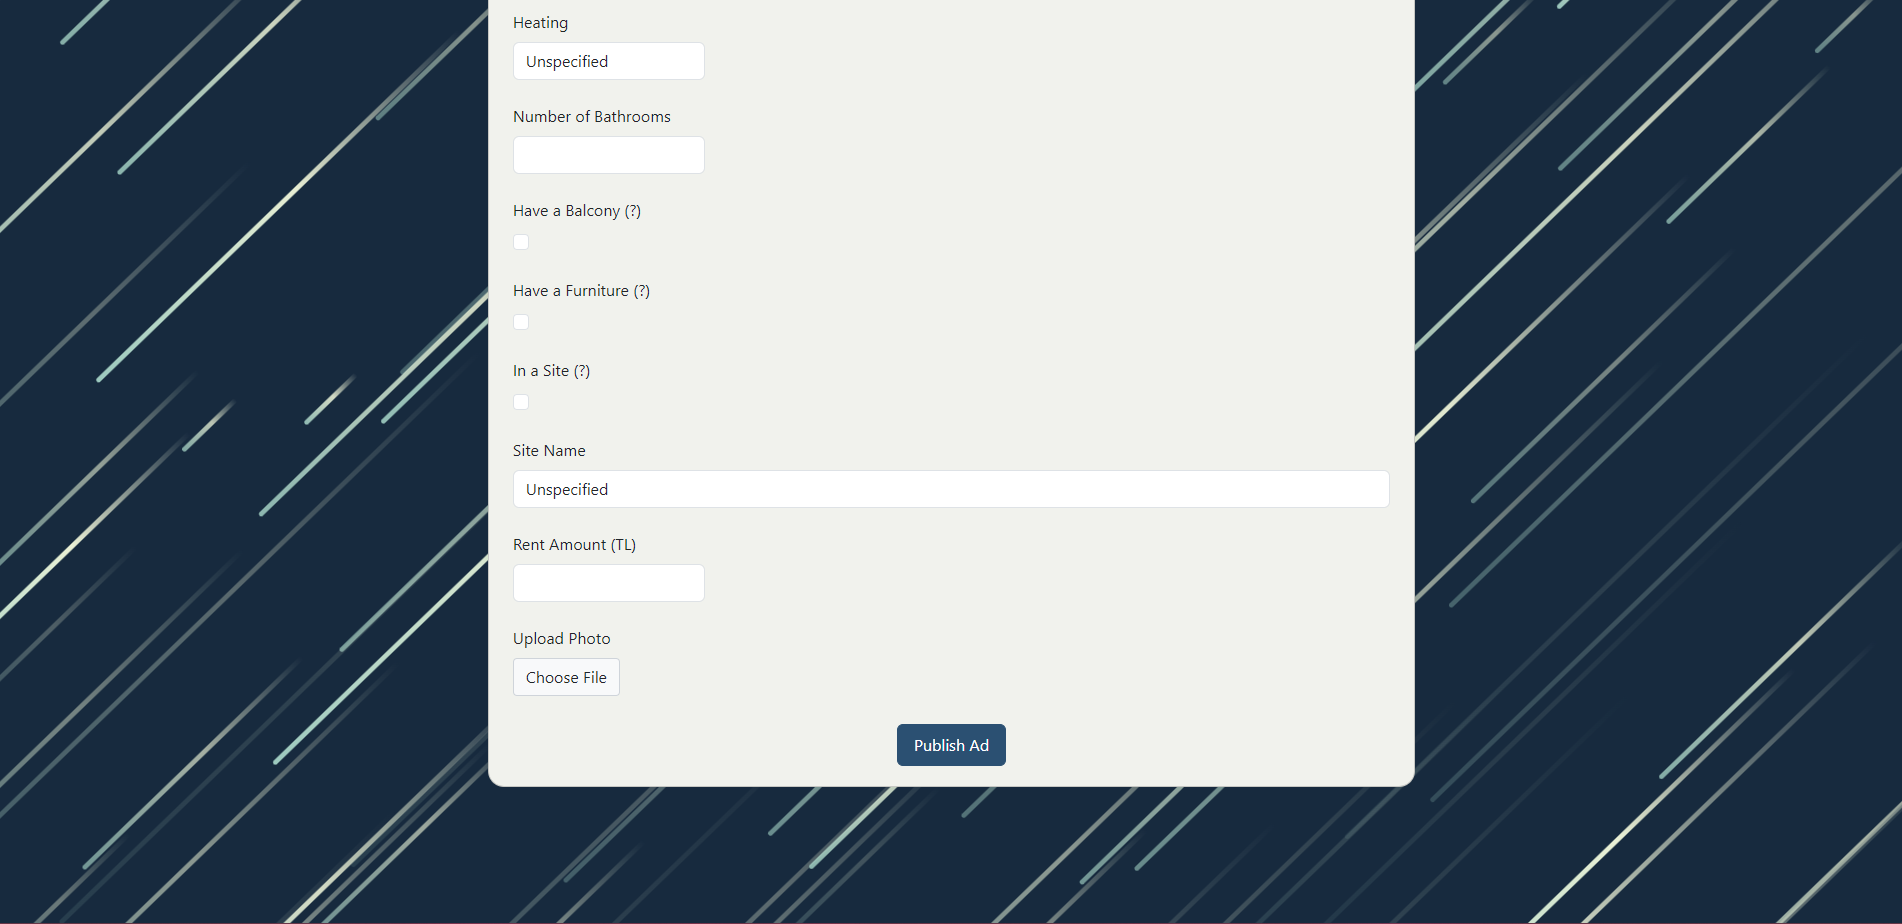 Heating
Unspecified
Number of Bathrooms
Have a Balcony (?)
Have a Furniture (?)
In a Site (?)
Site Name
Unspecified
Rent Amount (TL)
Upload Photo
Choose File
Publish Ad